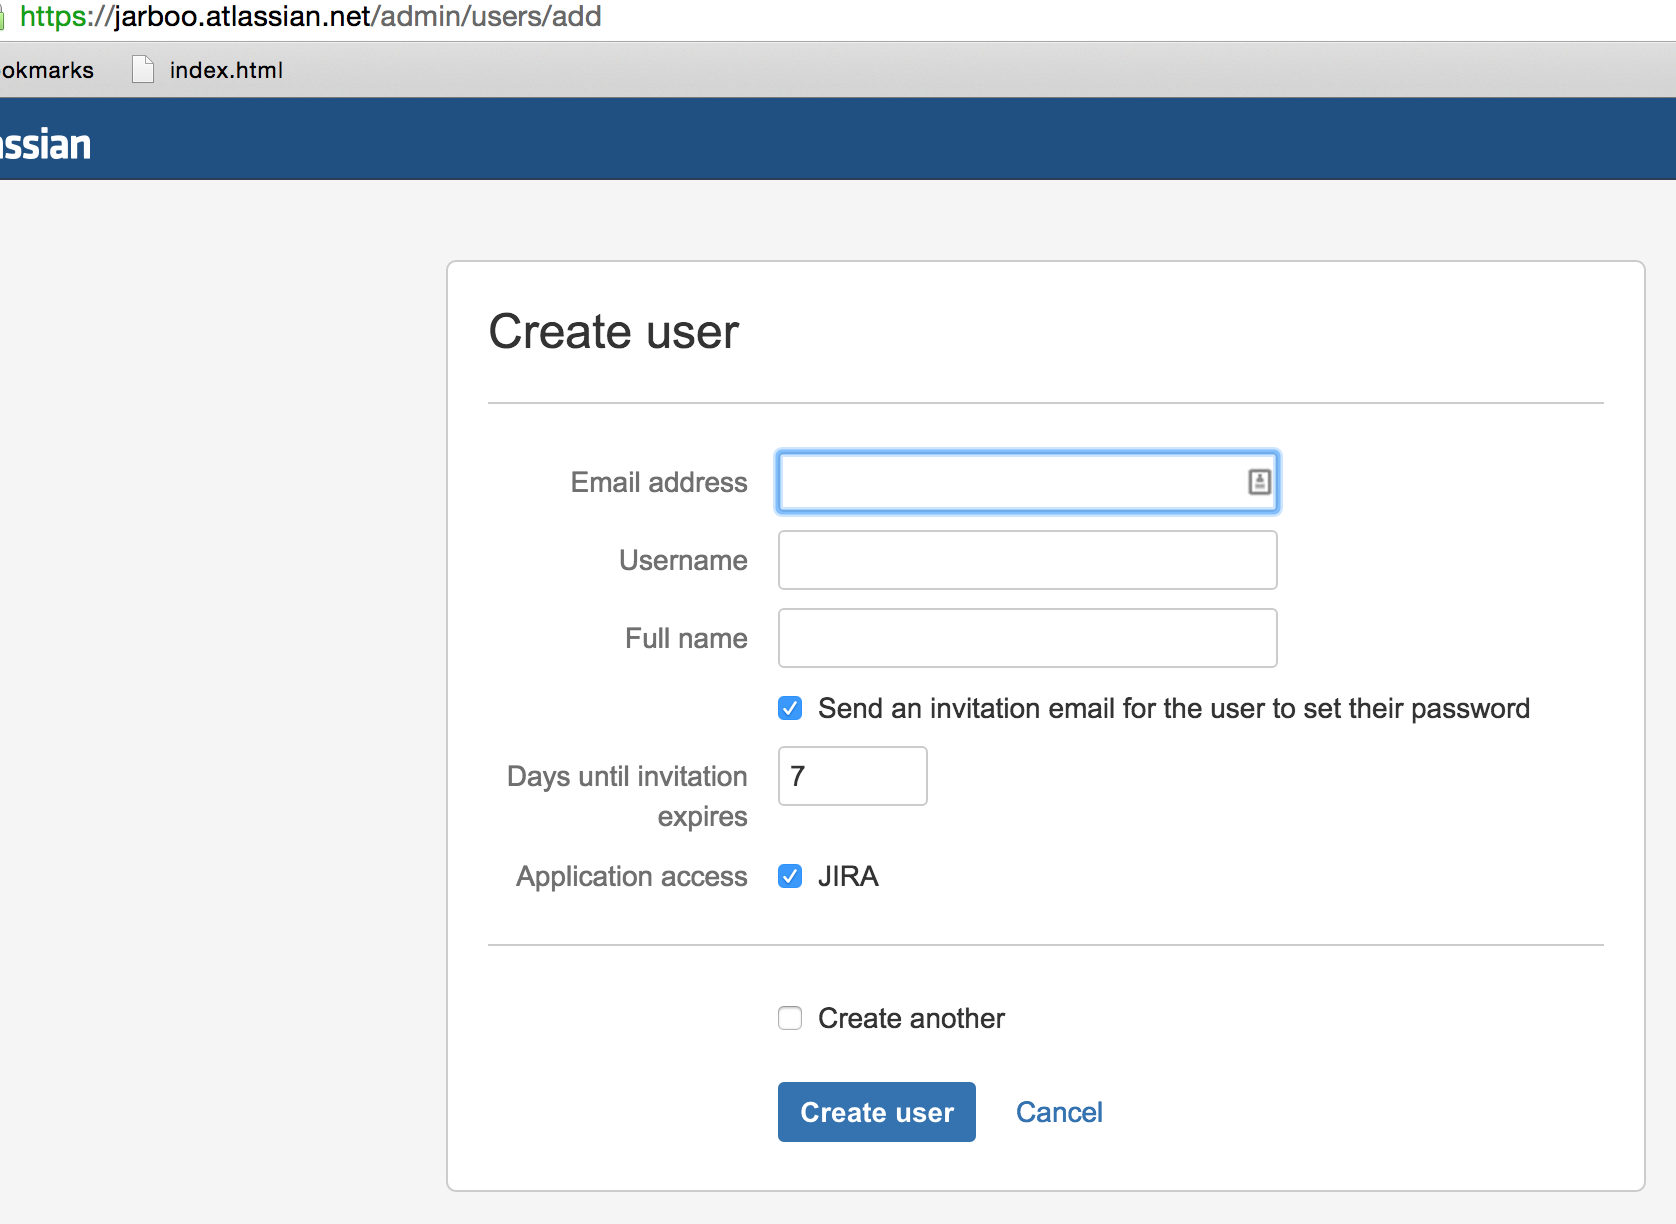 https://jarboo.atlassian.net/admin/users/add
okmarks index.html
ssian
Create user
Email address
Username
Full name
Send an invitation email for the user to set their password
Days until invitation 7
expires
Application access JIRA
Create another
Create user Cancel